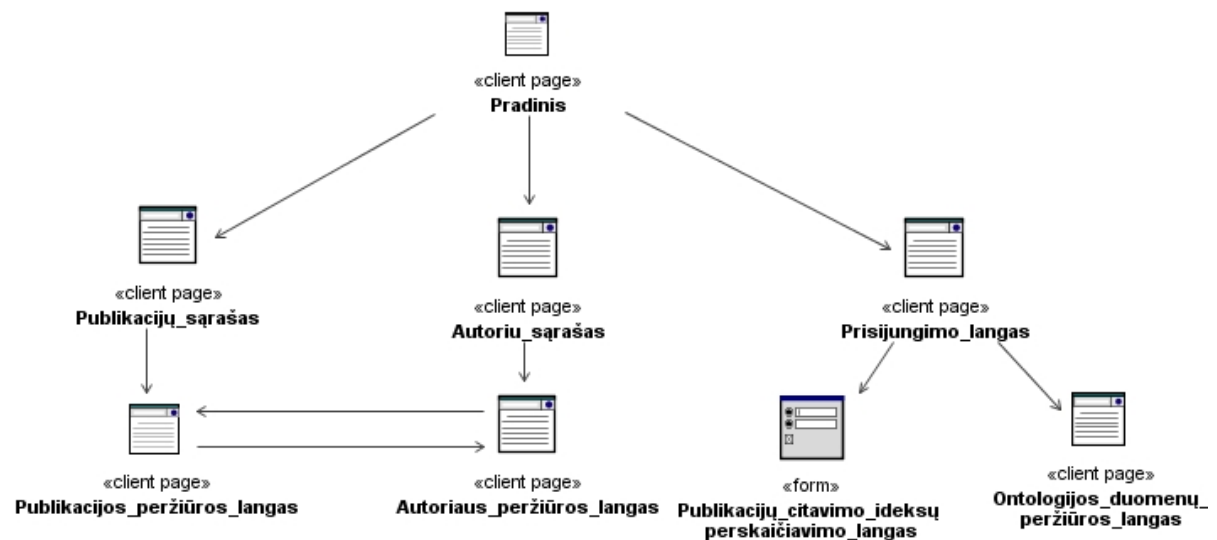 «client page»
Pradinis
«client page»
Publikacijų_sąrašas
«client page»
Autoriu_sąrašas
«client page»
Prisijungimo_langas
«client page»
Publikacijos_peržiūros_langas
«client page»
Autoriaus_peržiūros_langas
«form»
Publikacijų_citavimo_ideksų
perskaičiavimo_langas
«client page»
Ontologijos_duomenų_
peržiūros_langas